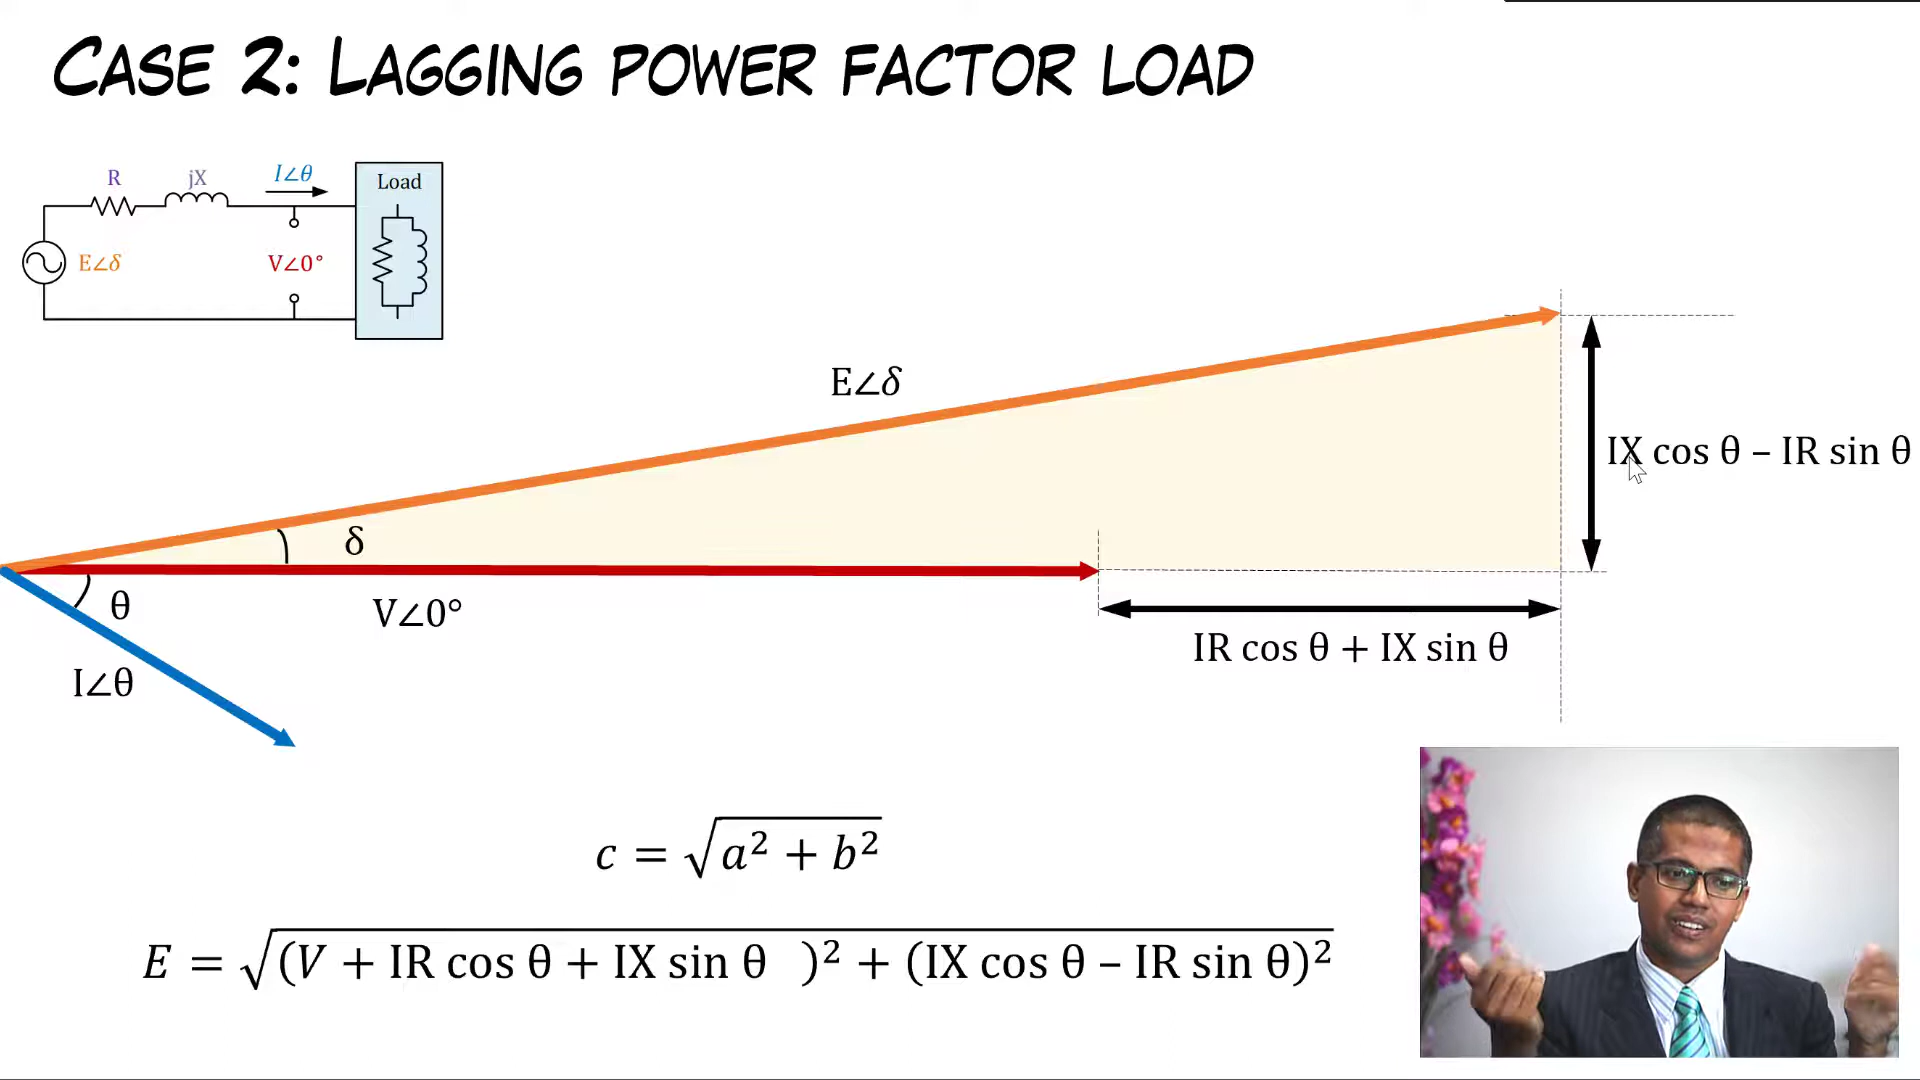 CASE 2: LAGGING POWER FACTOR LOAD
R
jX
I∠θ
Load
E∠δ
V∠0°
E∠δ
IX cos θ – IR sin θ
δ
θ
V∠0°
IR cos θ + IX sin θ
I∠θ
c = √(a² + b²)
E = √((V + IR cos θ + IX sin θ )² + (IX cos θ – IR sin θ)²)